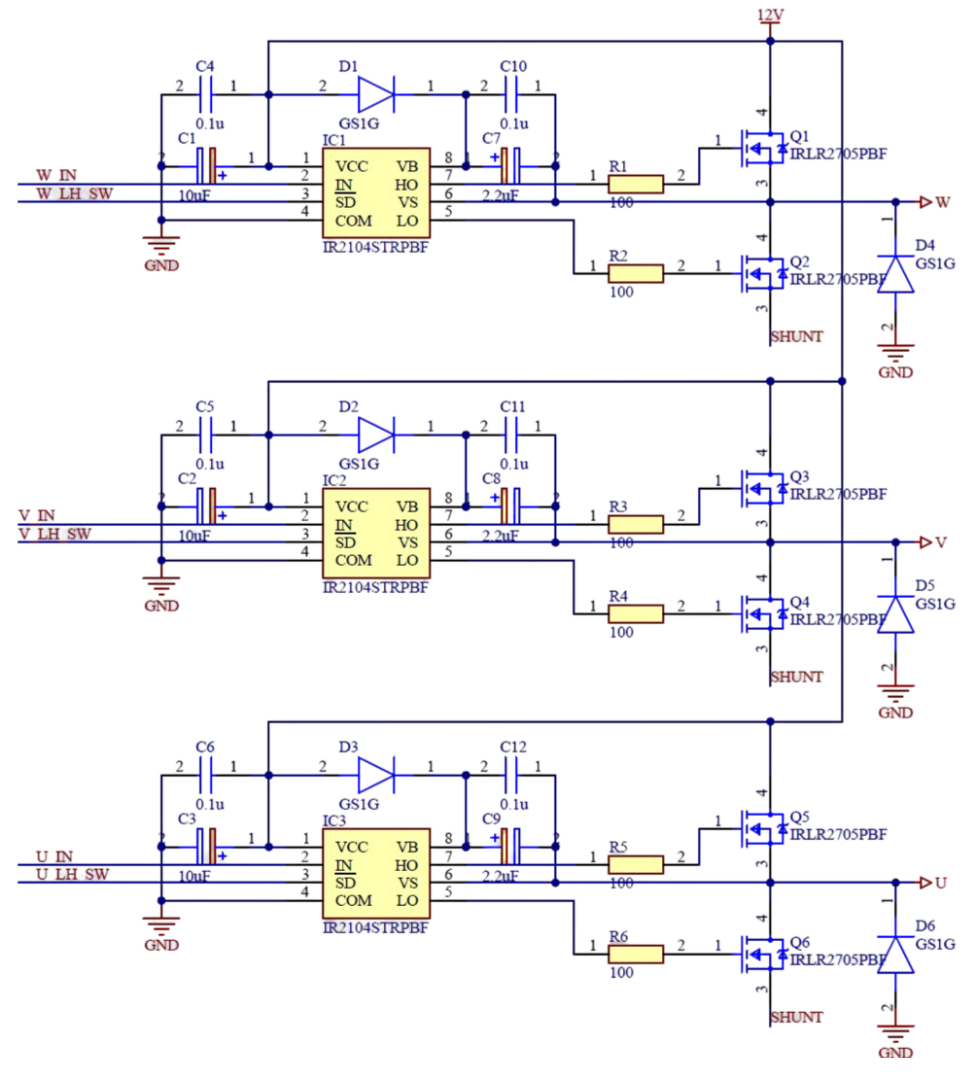 12V
C4 D1 C10
2 1 2 1 2 1
0.1u GS1G 0.1u
4
C1 IC1 C7 Q1
2 1 1 VCC VB 8 1 + 2 1 IRLR2705PBF
W_IN + 2 IN HO 7 R1 1 2 3
W_LH_SW 10uF 3 SD VS 6 2.2uF 100 W
4 COM LO 5 4 1
GND IR2104STRPBF R2 Q2 D4
1 2 1 IRLR2705PBF GS1G
100
3 2
SHUNT
GND
C5 D2 C11
2 1 2 1 2 1
0.1u GS1G 0.1u
4
C2 IC2 C8 Q3
2 1 1 VCC VB 8 1 + 2 1 IRLR2705PBF
V_IN + 2 IN HO 7 R3 1 2 3
V_LH_SW 10uF 3 SD VS 6 2.2uF 100 V
4 COM LO 5 4 1
GND IR2104STRPBF R4 Q4 D5
1 2 1 IRLR2705PBF GS1G
100
3 2
SHUNT
GND
C6 D3 C12
2 1 2 1 2 1
0.1u GS1G 0.1u
4
C3 IC3 C9 Q5
2 1 1 VCC VB 8 1 + 2 1 IRLR2705PBF
U_IN + 2 IN HO 7 R5 1 2 3
U_LH_SW 10uF 3 SD VS 6 2.2uF 100 U
4 COM LO 5 4 1
GND IR2104STRPBF R6 Q6 D6
1 2 1 IRLR2705PBF GS1G
100
3 2
SHUNT
GND